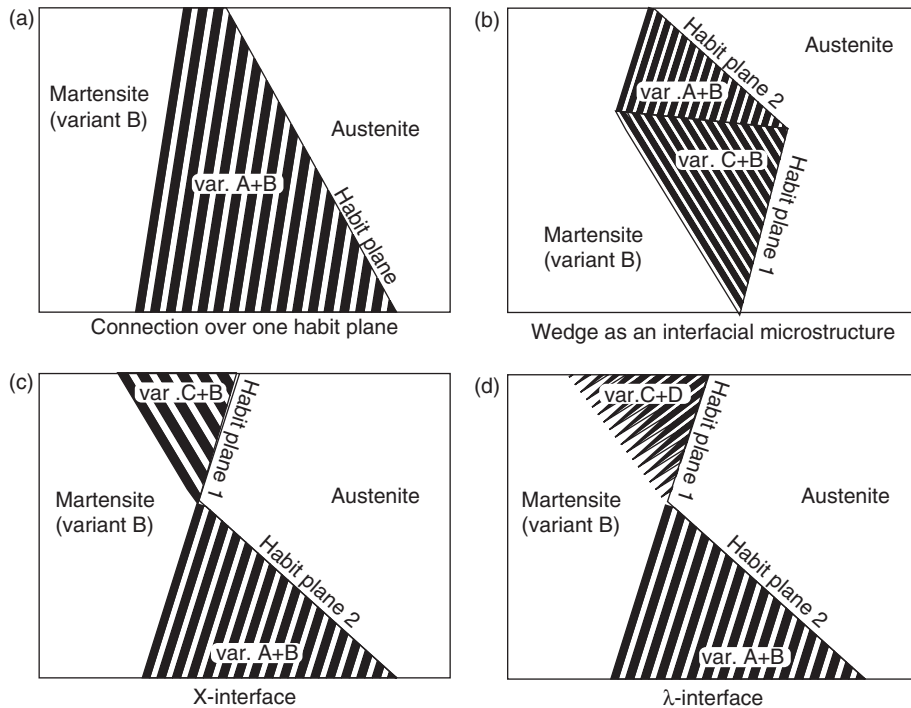 (a)
Martensite
(variant B)
Austenite
var. A+B
Habit plane
Connection over one habit plane
(b)
Austenite
Habit plane 2
var .A+B
var. C+B
Habit plane 1
Martensite
(variant B)
Wedge as an interfacial microstructure
(c)
var .C+B
Habit plane 1
Martensite
(variant B)
Austenite
Habit plane 2
var. A+B
X-interface
(d)
var.C+D
Habit plane 1
Martensite
(variant B)
Austenite
Habit plane 2
var. A+B
λ-interface